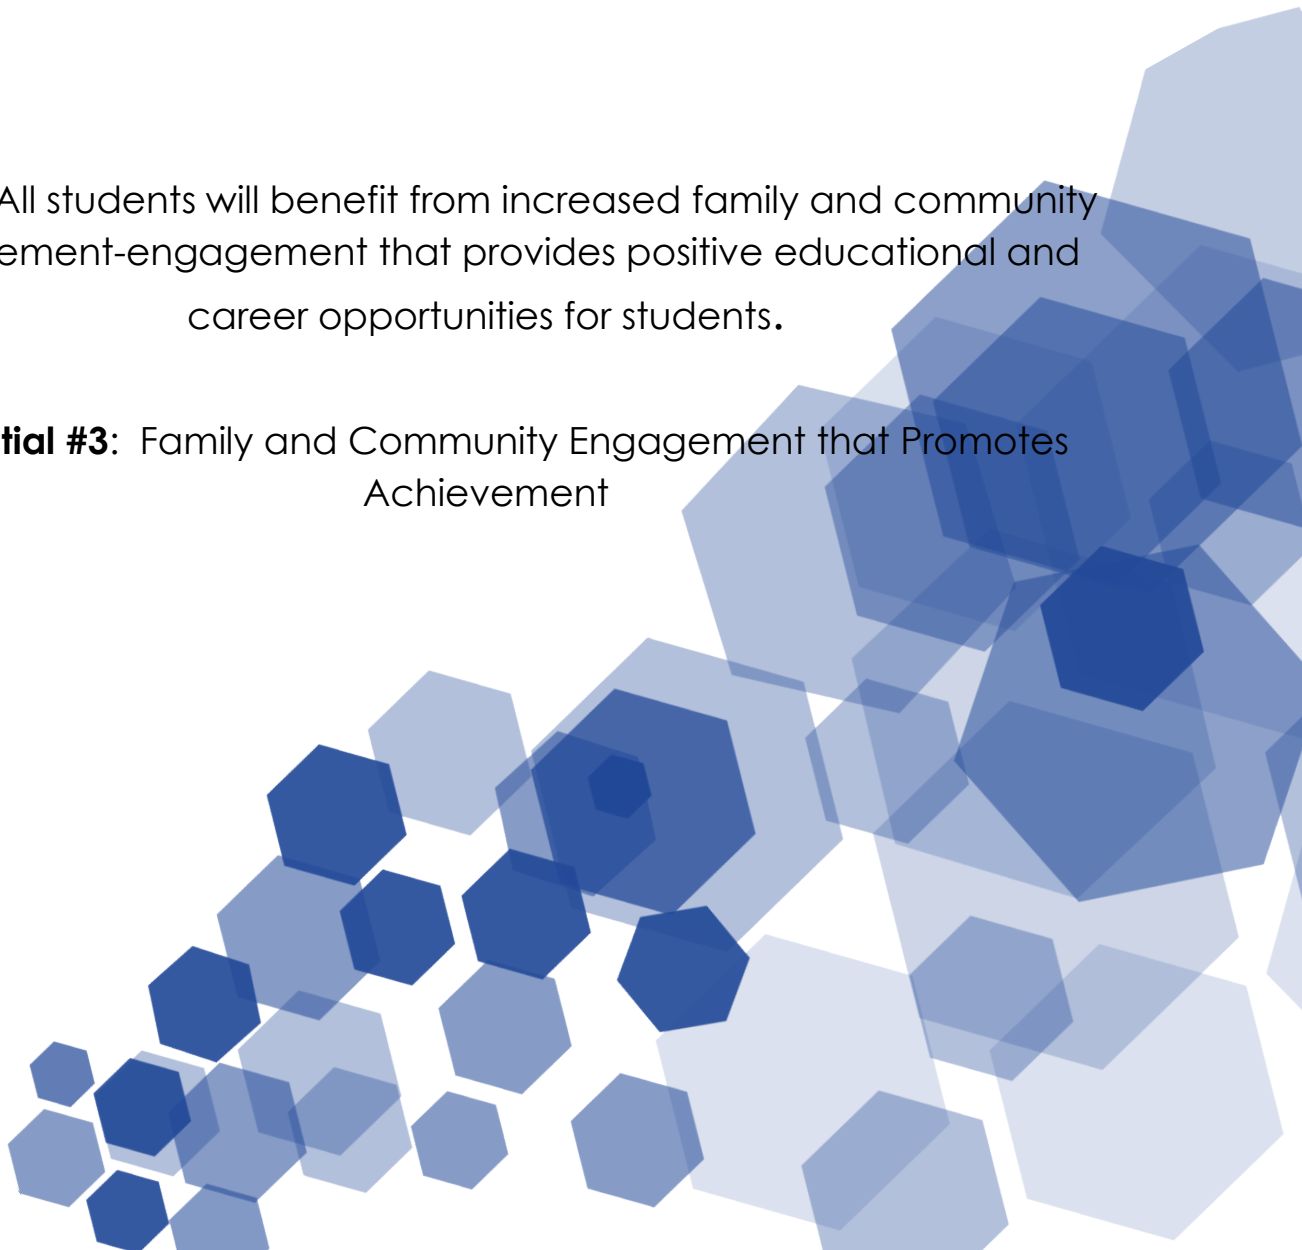 All students will benefit from increased family and community
ement-engagement that provides positive educational and
career opportunities for students.
tial #3: Family and Community Engagement that Promotes
Achievement